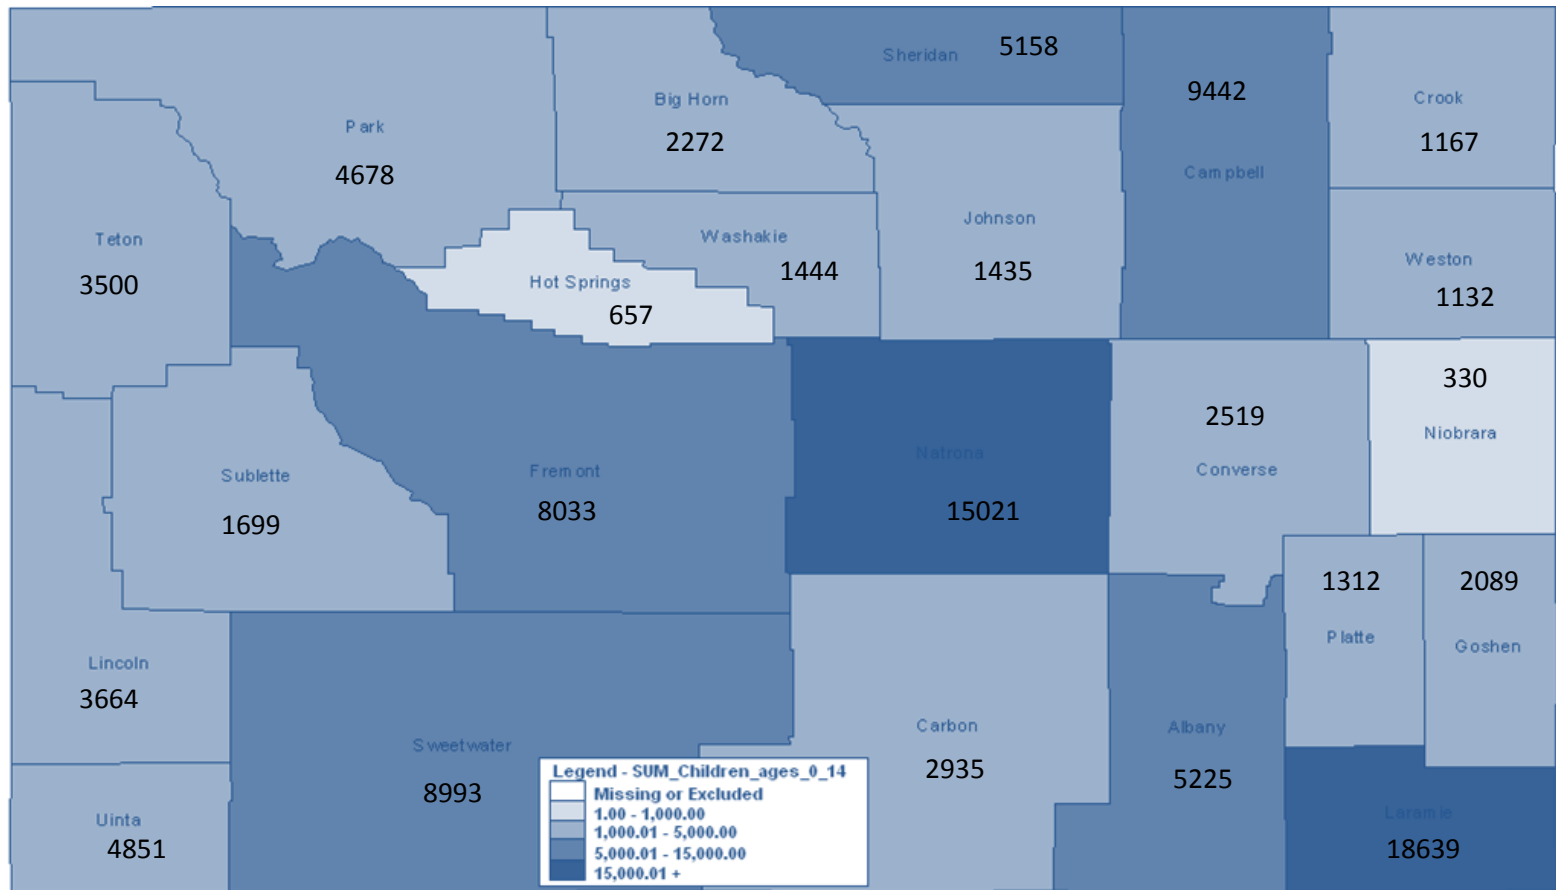 Sheridan 5158
9442
Crook
1167
Big Horn
2272
Park
4678
Campbell
Teton
3500
Washakie
1444
Johnson
1435
Weston
1132
Hot Springs
657
330
Niobrara
2519
Converse
Natrona
15021
Fremont
8033
Sublette
1699
1312
Platte
2089
Goshen
Lincoln
3664
Sweetwater
8993
Carbon
2935
Albany
5225
Laramie
18639
Uinta
4851
Legend - SUM_Children_ages_0_14
Missing or Excluded
1.00 - 1,000.00
1,000.01 - 5,000.00
5,000.01 - 15,000.00
15,000.01 +